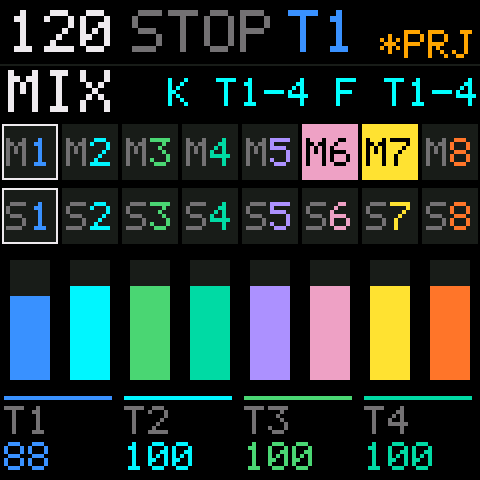 120 STOP T1 *PRJ
MIX K T1-4 F T1-4
M1 M2 M3 M4 M5 M6 M7 M8
S1 S2 S3 S4 S5 S6 S7 S8
T1 T2 T3 T4
88 100 100 100